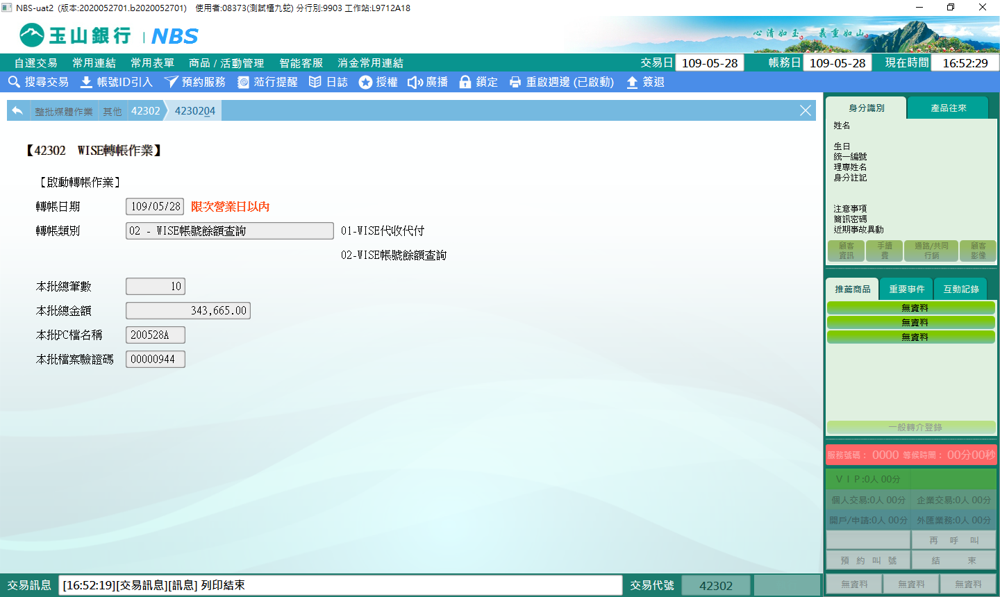 NBS-uat2 (版本:2020052701.b2020052701) 使用者:08373(測試櫃九蛇) 分行別:9903 工作站:L9712A18
玉山銀行 | NBS
心清如玉。 義重如山。
自選交易 常用連結 常用表單 商品 / 活動管理 智能客服 消金常用連結 交易日 109-05-28 帳務日 109-05-28 現在時間 16:52:29
搜尋交易 帳號ID引入 預約服務 蒞行提醒 日誌 授權 廣播 鎖定 重啟週邊 (已啟動) 簽退
整批媒體作業 其他 42302 4230204
【42302 WISE轉帳作業】
【啟動轉帳作業】
轉帳日期 109/05/28 限次營業日以內
轉帳類別 02 - WISE帳號餘額查詢 01-WISE代收代付
02-WISE帳號餘額查詢
本批總筆數 10
本批總金額 343,665.00
本批PC檔名稱 200528A
本批檔案驗證碼 00000944
身分識別 產品往來
姓名
生日
統一編號
理專姓名
身分註記
注意事項
簡訊密碼
近期事故異動
顧客資訊 手續費 通路/共同行銷 顧客影像
推薦商品 重要事件 互動記錄
無資料
無資料
無資料
一般轉介登錄
服務號碼： 0000 等候時間： 00分00秒
ＶＩＰ:0人 00分
個人交易:0人 00分 企業交易:0人 00分
開戶/申請:0人 00分 外匯業務:0人 00分
再 呼 叫
預 約 叫 號 結 束
無資料 無資料 無資料
交易訊息 [16:52:19][交易訊息][訊息] 列印結束 交易代號 42302